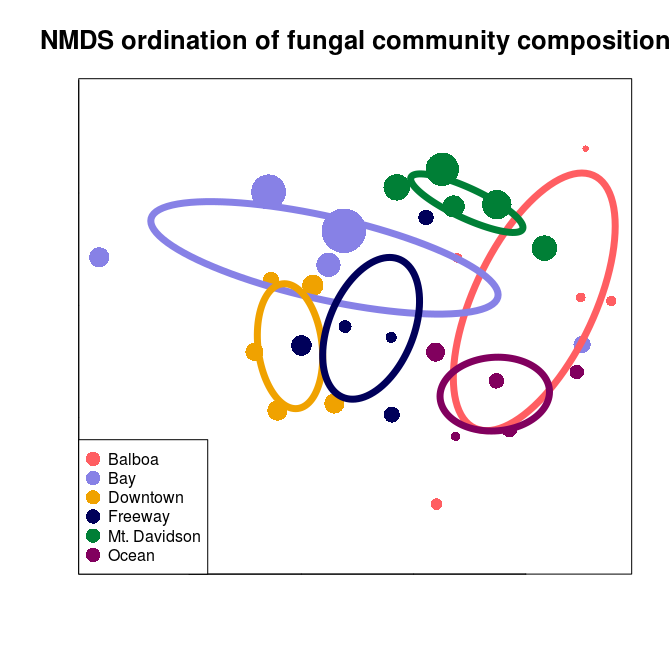 NMDS ordination of fungal community composition
Balboa
Bay
Downtown
Freeway
Mt. Davidson
Ocean